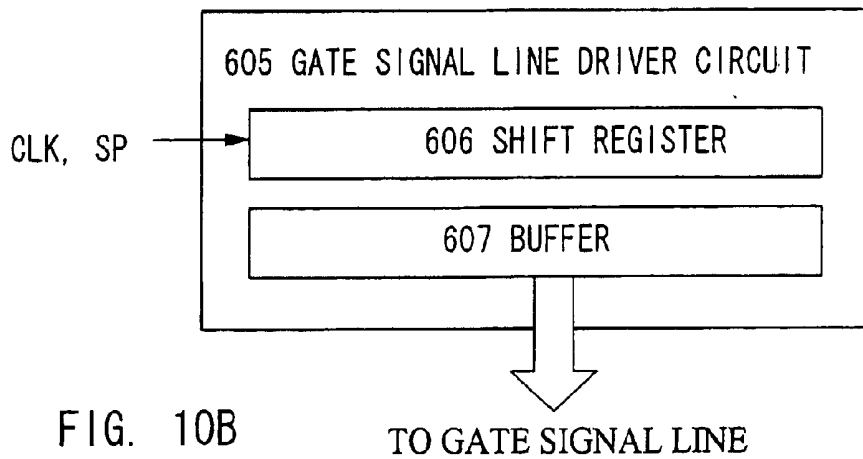 605 GATE SIGNAL LINE DRIVER CIRCUIT
CLK, SP
606 SHIFT REGISTER
607 BUFFER
FIG. 10B
TO GATE SIGNAL LINE